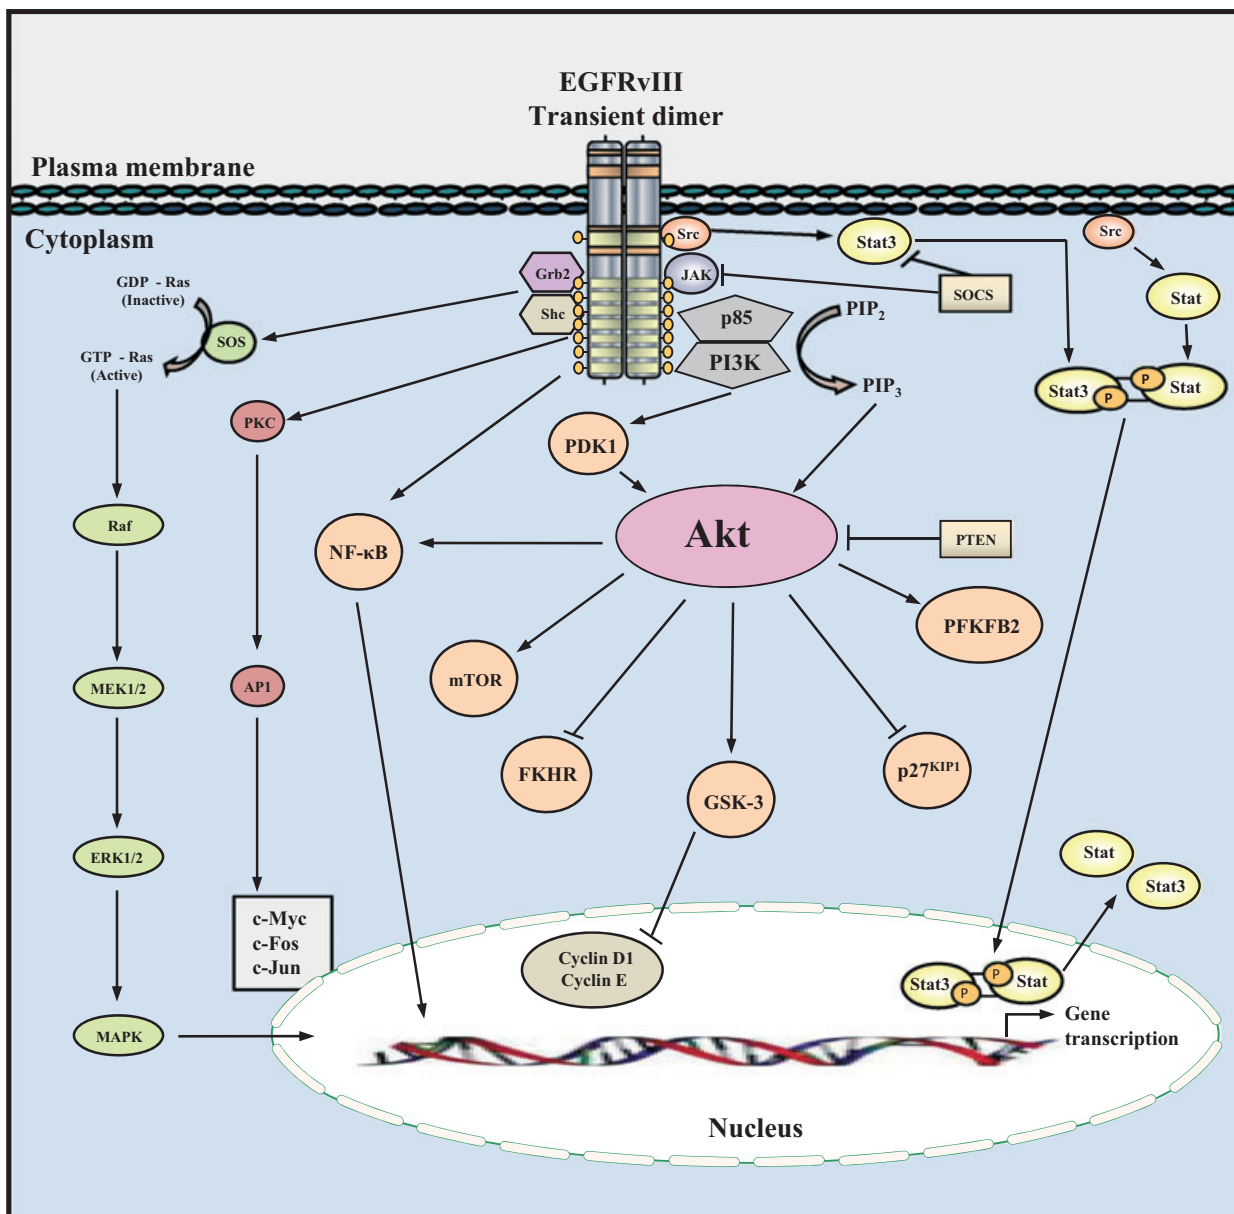 EGFRvIII
Transient dimer
Plasma membrane
Cytoplasm
Src
Stat3
Src
Grb2
JAK
GDP - Ras
(Inactive)
SOCS
Stat
Shc
p85
PIP2
SOS
GTP - Ras
(Active)
PI3K
PIP3
Stat3
P
P
Stat
PKC
PDK1
Raf
NF-κB
Akt
PTEN
PFKFB2
MEK1/2
AP1
mTOR
FKHR
GSK-3
p27KIP1
ERK1/2
Stat
Stat3
c-Myc
c-Fos
c-Jun
Cyclin D1
Cyclin E
Stat3
P
P
Stat
MAPK
Gene
transcription
Nucleus